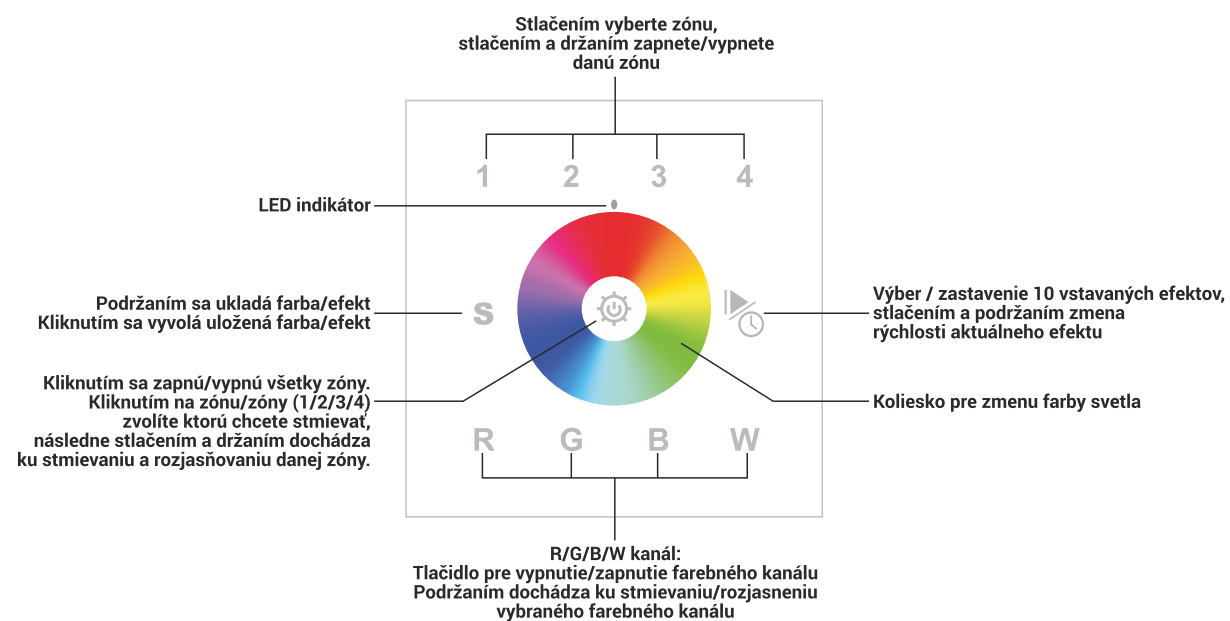 Stlačením vyberte zónu,
stlačením a držaním zapnete/vypnete
danú zónu
1 2 3 4
LED indikátor
Podržaním sa ukladá farba/efekt
Kliknutím sa vyvolá uložená farba/efekt
S
Výber / zastavenie 10 vstavaných efektov,
stlačením a podržaním zmena
rýchlosti aktuálneho efektu
Kliknutím sa zapnú/vypnú všetky zóny.
Kliknutím na zónu/zóny (1/2/3/4)
zvolíte ktorú chcete stmievať,
následne stlačením a držaním dochádza
ku stmievaniu a rozjasňovaniu danej zóny.
Koliesko pre zmenu farby svetla
R G B W
R/G/B/W kanál:
Tlačidlo pre vypnutie/zapnutie farebného kanálu
Podržaním dochádza ku stmievaniu/rozjasneniu
vybraného farebného kanálu